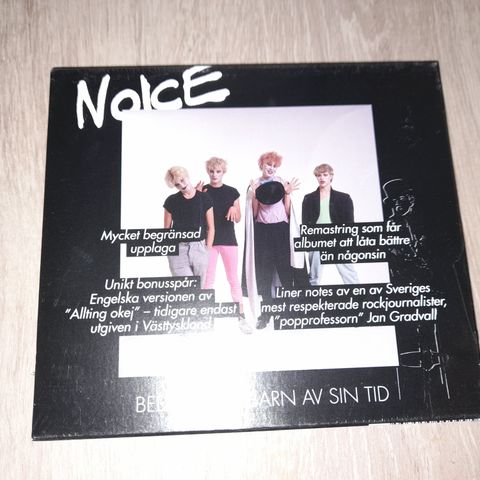 NOICE
Mycket begränsad
upplaga
Remastring som får
albumet att låta bättre
än någonsin
Unikt bonusspår:
Engelska versionen av
"Allting okej" – tidigare endast
utgiven i Västtyskland
Liner notes av en av Sveriges
mest respekterade rockjournalister,
"popprofessorn" Jan Gradvall
BARN AV SIN TID